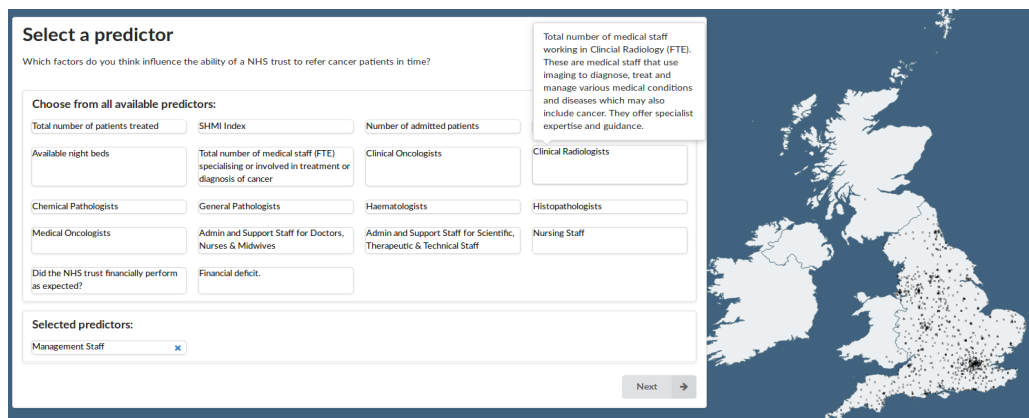 Select a predictor
Which factors do you think influence the ability of a NHS trust to refer cancer patients in time?
Total number of medical staff
working in Clincial Radiology (FTE).
These are medical staff that use
imaging to diagnose, treat and
manage various medical conditions
and diseases which may also
include cancer. They offer specialist
expertise and guidance.
Choose from all available predictors:
Total number of patients treated
SHMI Index
Number of admitted patients
Available night beds
Total number of medical staff (FTE)
specialising or involved in treatment or
diagnosis of cancer
Clinical Oncologists
Clinical Radiologists
Chemical Pathologists
General Pathologists
Haematologists
Histopathologists
Medical Oncologists
Admin and Support Staff for Doctors,
Nurses & Midwives
Admin and Support Staff for Scientific,
Therapeutic & Technical Staff
Nursing Staff
Did the NHS trust financially perform
as expected?
Financial deficit.
Selected predictors:
Management Staff
Next